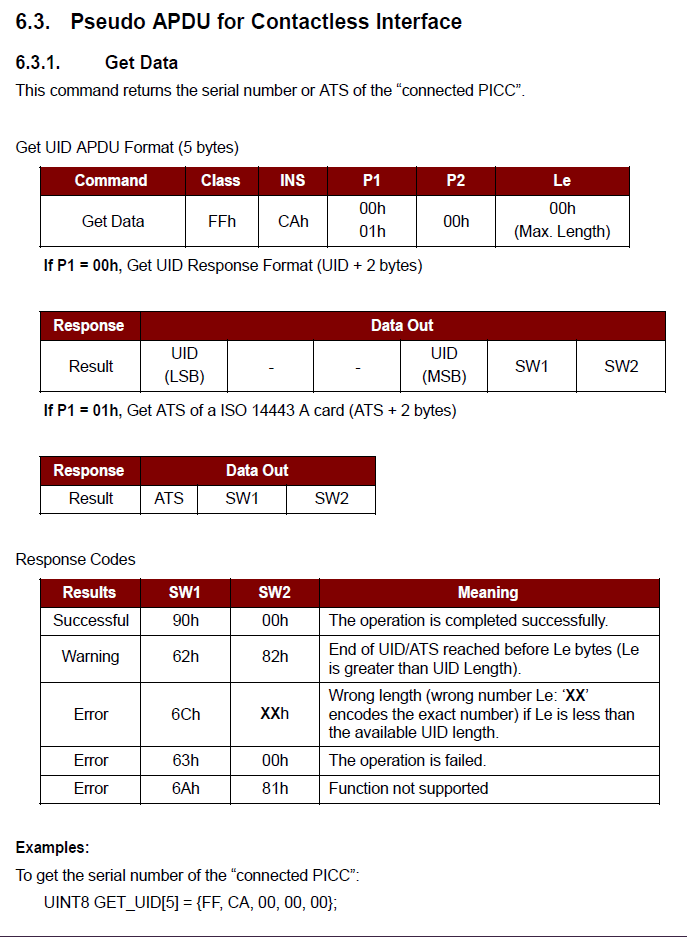 6.3. Pseudo APDU for Contactless Interface
6.3.1. Get Data
This command returns the serial number or ATS of the “connected PICC”.
Get UID APDU Format (5 bytes)
Command Class INS P1 P2 Le
Get Data FFh CAh 00h 01h 00h 00h (Max. Length)
If P1 = 00h, Get UID Response Format (UID + 2 bytes)
Response Data Out
Result UID (LSB) - - UID (MSB) SW1 SW2
If P1 = 01h, Get ATS of a ISO 14443 A card (ATS + 2 bytes)
Response Data Out
Result ATS SW1 SW2
Response Codes
Results SW1 SW2 Meaning
Successful 90h 00h The operation is completed successfully.
Warning 62h 82h End of UID/ATS reached before Le bytes (Le
is greater than UID Length).
Error 6Ch XXh Wrong length (wrong number Le: ‘XX’
encodes the exact number) if Le is less than
the available UID length.
Error 63h 00h The operation is failed.
Error 6Ah 81h Function not supported
Examples:
To get the serial number of the “connected PICC”:
UINT8 GET_UID[5] = {FF, CA, 00, 00, 00};